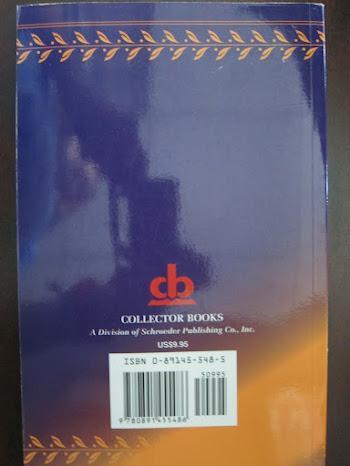 cb
COLLECTOR BOOKS
A Division of Schroeder Publishing Co., Inc.
US$9.95
ISBN 0-89145-548-5
50995
9 780891 455486